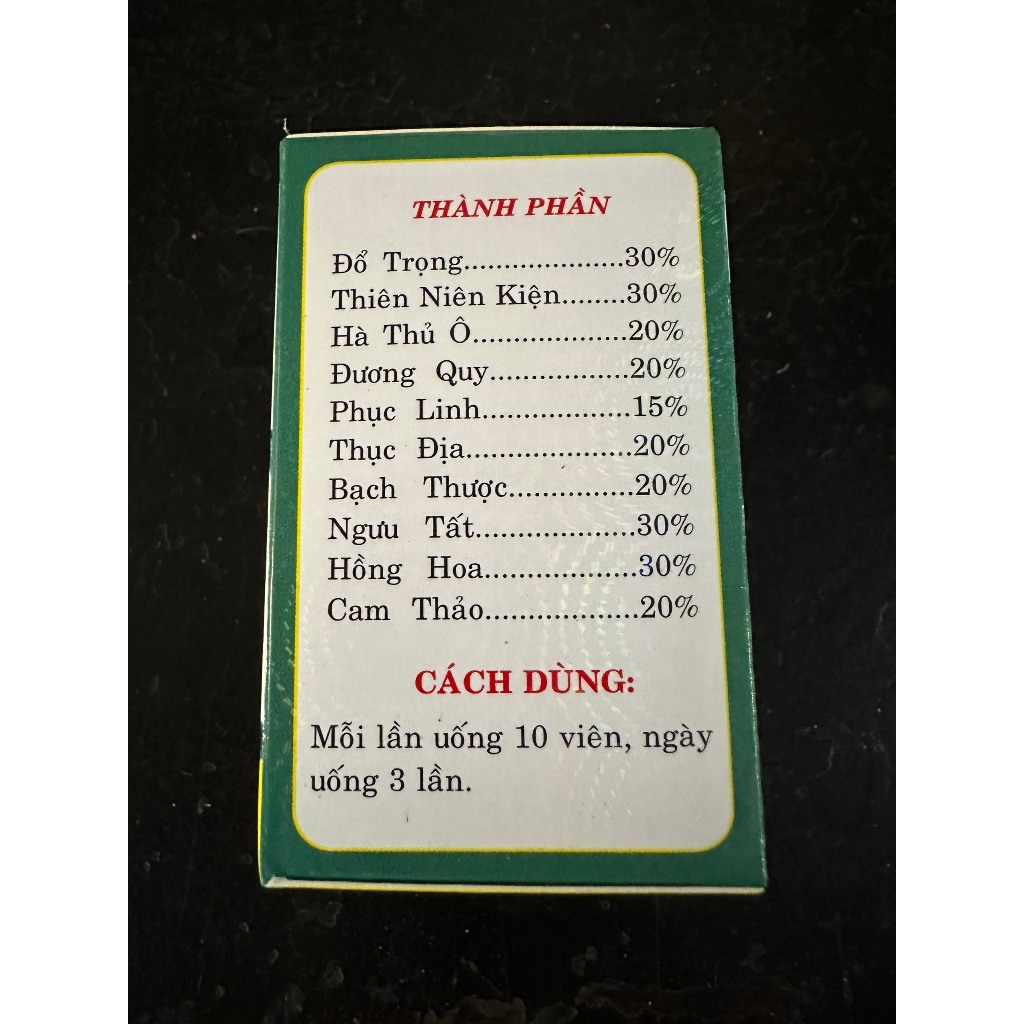 THÀNH PHẦN
Đổ Trọng....................30%
Thiên Niên Kiện........30%
Hà Thủ Ô....................20%
Đương Quy..................20%
Phục Linh...................15%
Thục Địa.....................20%
Bạch Thược................20%
Ngưu Tất....................30%
Hồng Hoa...................30%
Cam Thảo...................20%
CÁCH DÙNG:
Mỗi lần uống 10 viên, ngày
uống 3 lần.